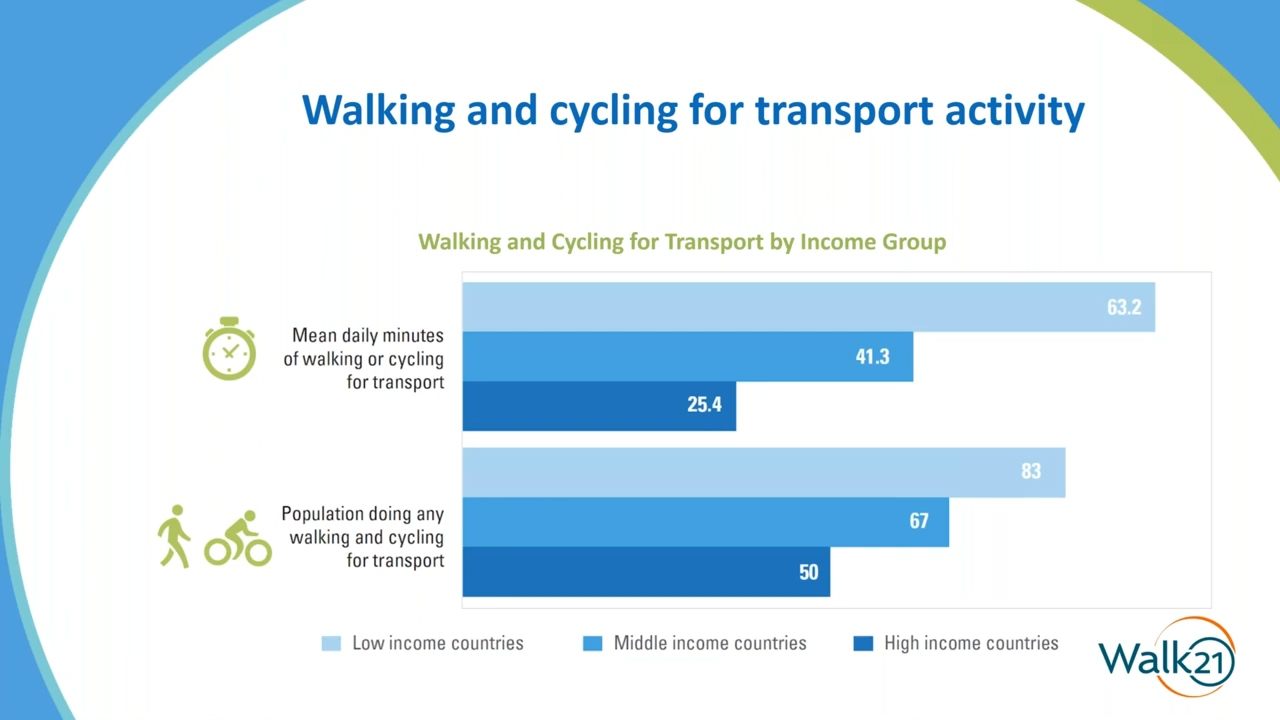 Walking and cycling for transport activity
Walking and Cycling for Transport by Income Group
Mean daily minutes
of walking or cycling
for transport
63.2
41.3
25.4
Population doing any
walking and cycling
for transport
83
67
50
Low income countries
Middle income countries
High income countries
Walk21